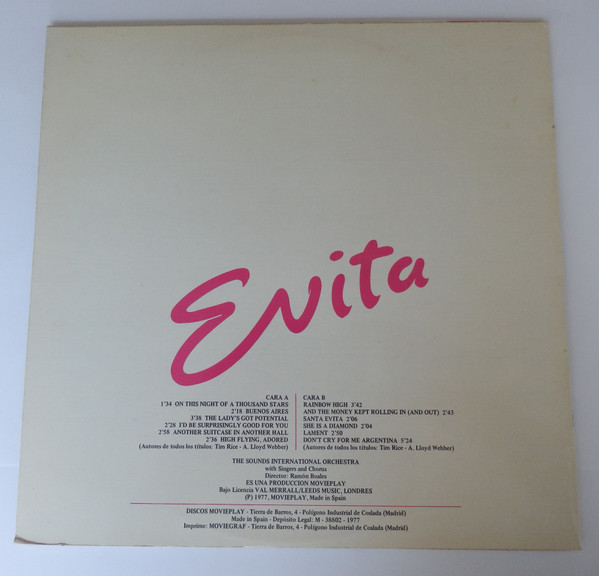 Evita
CARA A
1'34 ON THIS NIGHT OF A THOUSAND STARS
2'18 BUENOS AIRES
3'38 THE LADY'S GOT POTENTIAL
2'28 I'D BE SURPRISINGLY GOOD FOR YOU
2'58 ANOTHER SUITCASE IN ANOTHER HALL
2'36 HIGH FLYING, ADORED
(Autores de todos los títulos: Tim Rice - A. Lloyd Webber)
CARA B
RAINBOW HIGH 3'42
AND THE MONEY KEPT ROLLING IN (AND OUT) 2'43
SANTA EVITA 2'06
SHE IS A DIAMOND 2'04
LAMENT 2'50
DON'T CRY FOR ME ARGENTINA 5'24
(Autores de todos los títulos: Tim Rice - A. Lloyd Webber)
THE SOUNDS INTERNATIONAL ORCHESTRA
with Singers and Chorus
Director: Ramón Boales
ES UNA PRODUCCION MOVIEPLAY
Bajo Licencia VAL MERRALL/LEEDS MUSIC, LONDRES
(P) 1977, MOVIEPLAY, Made in Spain
DISCOS MOVIEPLAY - Tierra de Barros, 4 - Polígono Industrial de Coslada (Madrid)
Made in Spain - Depósito Legal: M - 38802 - 1977
Imprime: MOVIEGRAF - Tierra de Barros, 4 - Polígono Industrial de Coslada (Madrid)